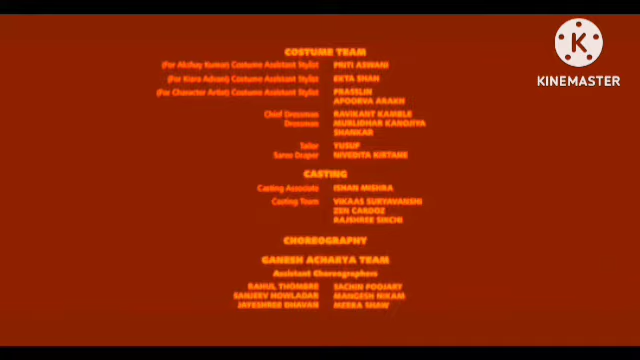 COSTUME TEAM
(For Akshay Kumar) Costume Assistant Stylist PRITI ASWANI
(For Kiara Advani) Costume Assistant Stylist EKTA SHAH
(For Character Artist) Costume Assistant Stylist PRASSLIN
APOORVA ARAKH
Chief Dressman RAVIKANT KAMBLE
Dressman MURLIDHAR KANOJIYA
SHANKAR
Tailor YUSUF
Saree Draper NIVEDITA KIRTANE
CASTING
Casting Associate ISHAN MISHRA
Casting Team VIKAAS SURYAVANSHI
ZEN CARDOZ
RAJSHREE SINGHI
CHOREOGRAPHY
GANESH ACHARYA TEAM
Assistant Choreographers
RAHUL THOMBRE SACHIN POOJARY
SANJEEV HOWLADAR MANGESH NIKAM
JAYESHREE DHAVAN MEERA SHAW
K
KINEMASTER